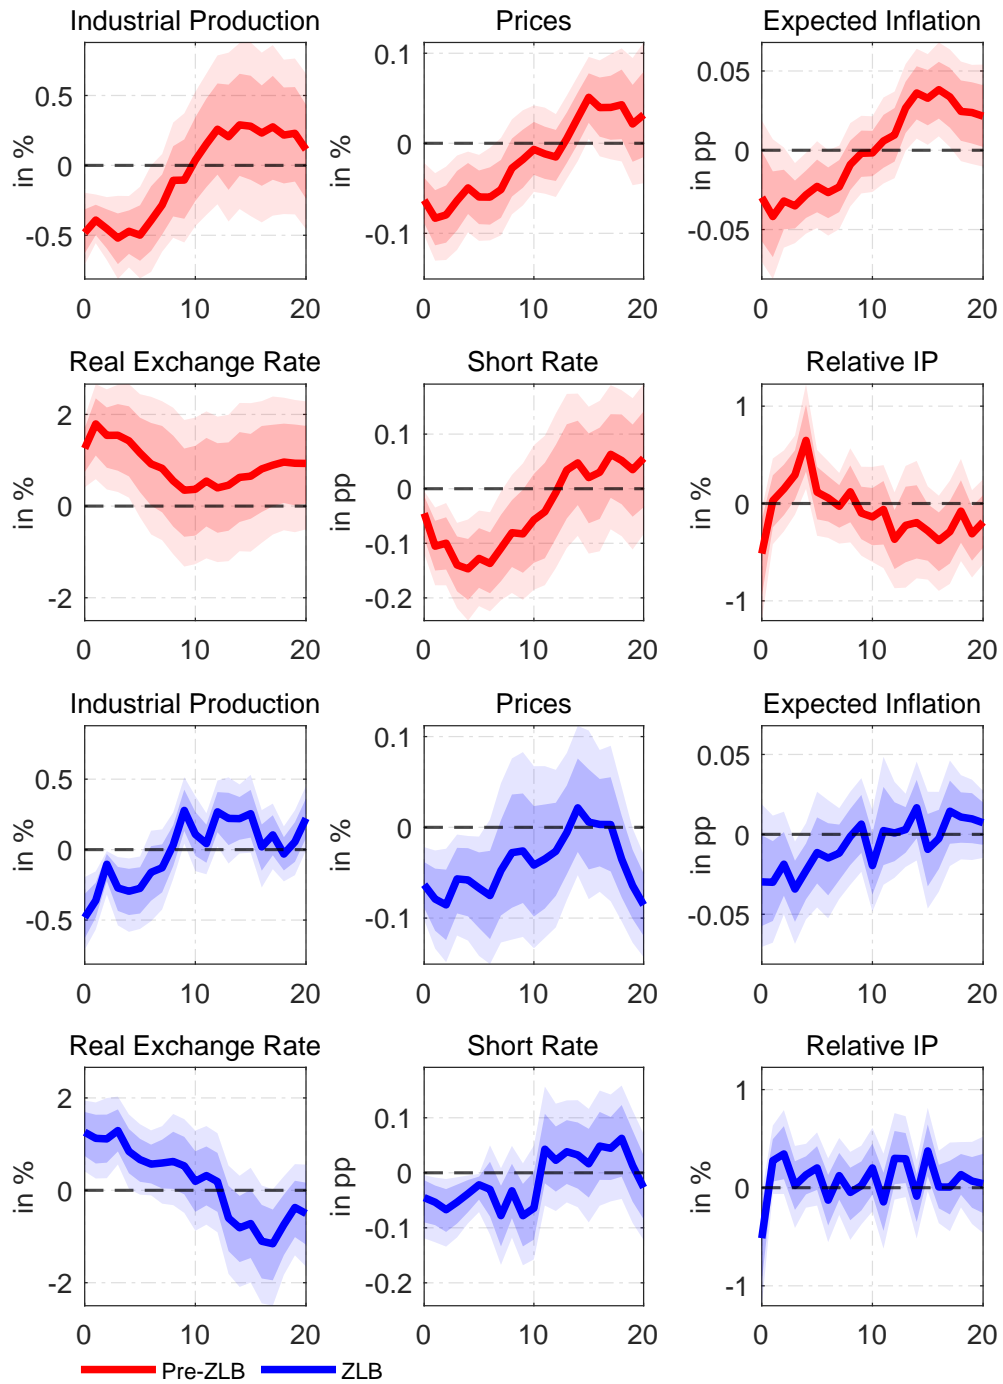 Industrial Production Prices Expected Inflation
in % 0.5 0 -0.5 0 10 20
in % 0.1 0 -0.1 0 10 20
in pp 0.05 0 -0.05 0 10 20
Real Exchange Rate Short Rate Relative IP
in % 2 0 -2 0 10 20
in pp 0.1 0 -0.1 -0.2 0 10 20
in % 1 0 -1 0 10 20
Industrial Production Prices Expected Inflation
in % 0.5 0 -0.5 0 10 20
in % 0.1 0 -0.1 0 10 20
in pp 0.05 0 -0.05 0 10 20
Real Exchange Rate Short Rate Relative IP
in % 2 0 -2 0 10 20
in pp 0.1 0 -0.1 -0.2 0 10 20
in % 1 0 -1 0 10 20
Pre-ZLB ZLB